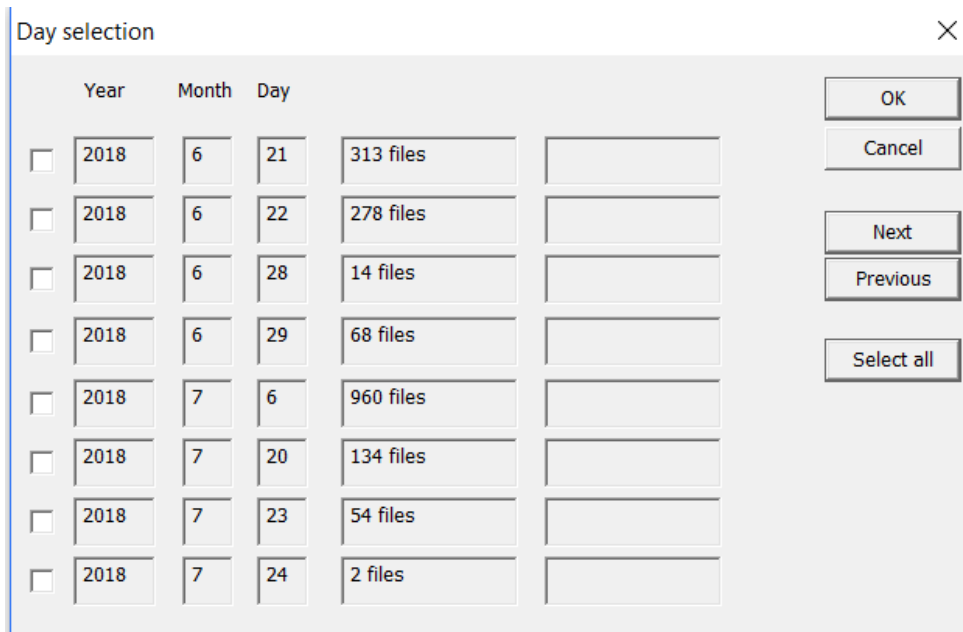 Day selection
Year Month Day
OK
2018 6 21 313 files
Cancel
2018 6 22 278 files
Next
2018 6 28 14 files
Previous
2018 6 29 68 files
Select all
2018 7 6 960 files
2018 7 20 134 files
2018 7 23 54 files
2018 7 24 2 files